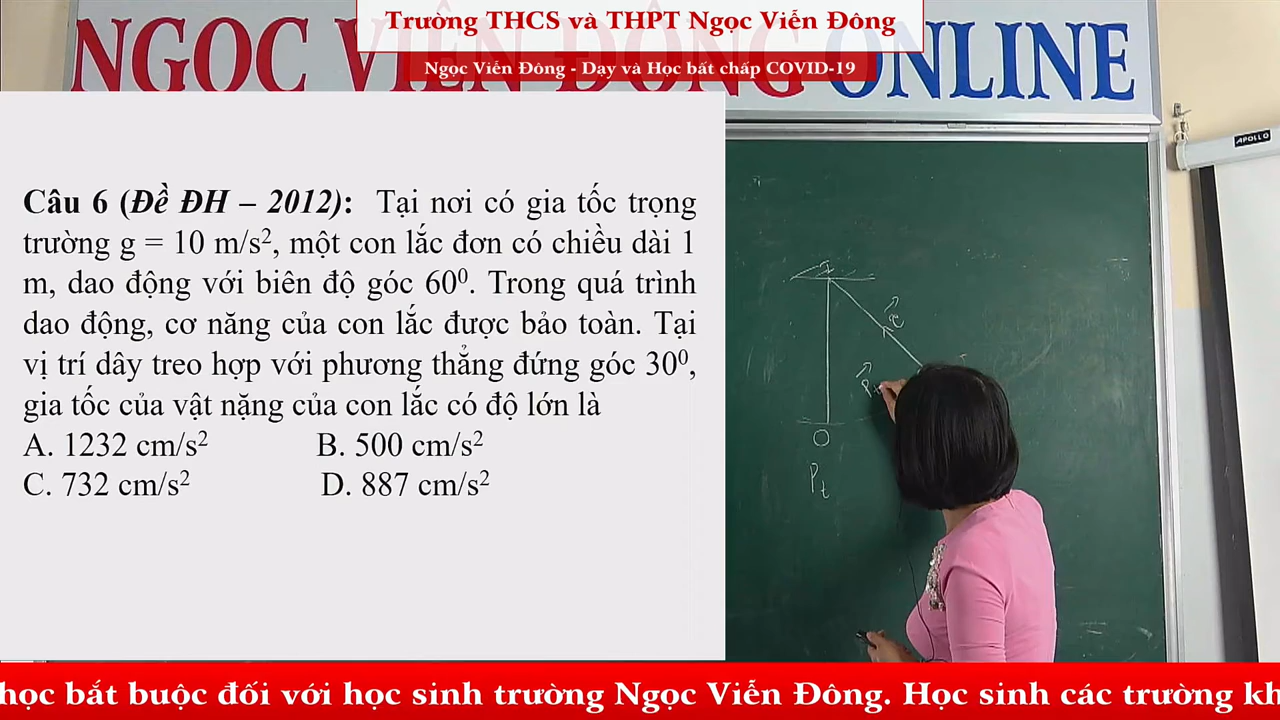 Trường THCS và THPT Ngọc Viễn Đông
NGỌC VIỄN ĐÔNG ONLINE
Ngọc Viễn Đông - Dạy và Học bất chấp COVID-19
APOLLO
Câu 6 (Đề ĐH – 2012): Tại nơi có gia tốc trọng
trường g = 10 m/s², một con lắc đơn có chiều dài 1
m, dao động với biên độ góc 60⁰. Trong quá trình
dao động, cơ năng của con lắc được bảo toàn. Tại
vị trí dây treo hợp với phương thẳng đứng góc 30⁰,
gia tốc của vật nặng của con lắc có độ lớn là
A. 1232 cm/s² B. 500 cm/s²
C. 732 cm/s² D. 887 cm/s²
O
Pt
học bắt buộc đối với học sinh trường Ngọc Viễn Đông. Học sinh các trường kh